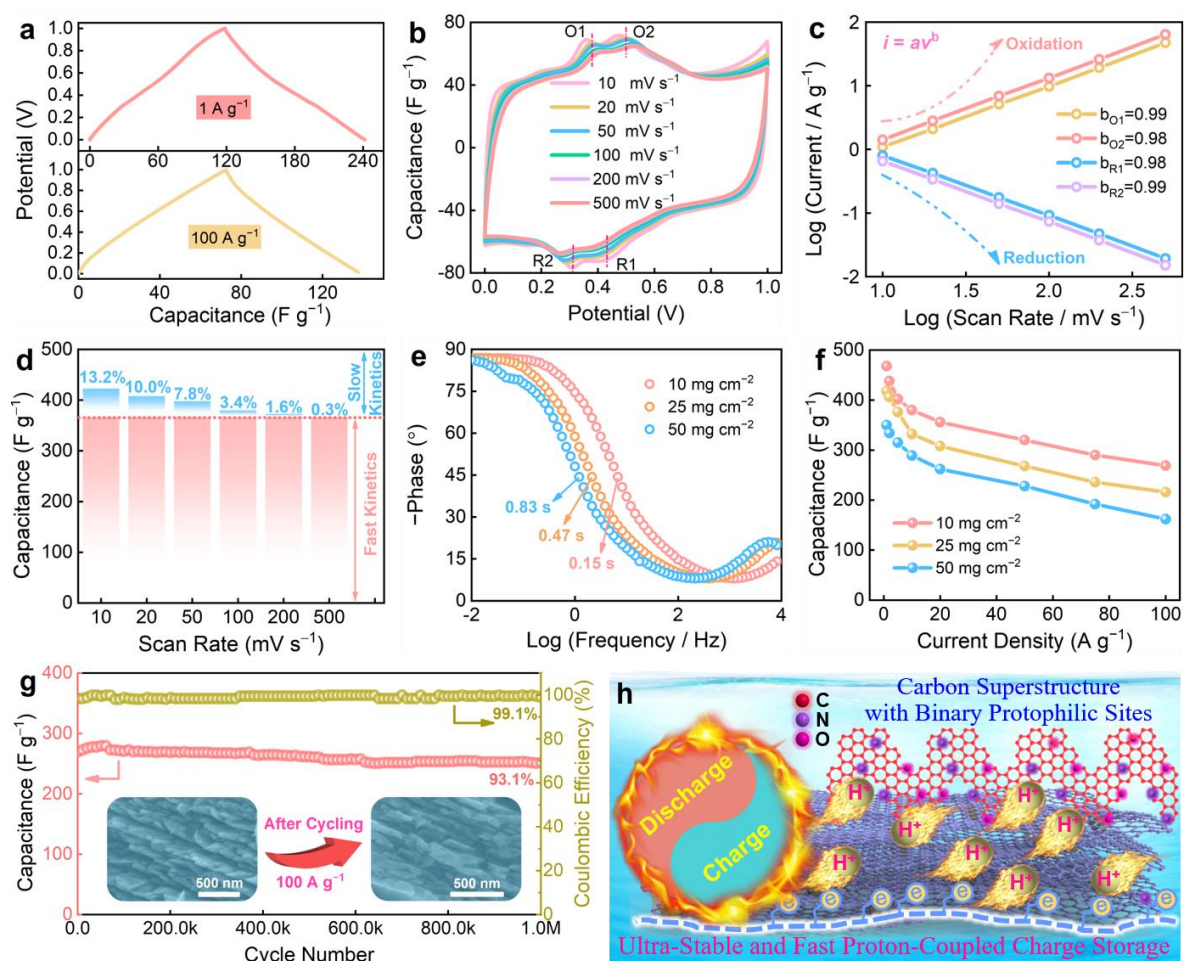 a
Potential (V)
1.0
0.8
0.6
0.4
0.2
0.0
1 A g⁻¹
0 60 120 180 240
1.0
0.8
0.6
0.4
0.2
0.0
100 A g⁻¹
0 40 80 120
Capacitance (F g⁻¹)
b
Capacitance (F g⁻¹)
80
40
0
−40
−80
O1 O2
10 mV s⁻¹
20 mV s⁻¹
50 mV s⁻¹
100 mV s⁻¹
200 mV s⁻¹
500 mV s⁻¹
R2 R1
0.0 0.2 0.4 0.6 0.8 1.0
Potential (V)
c
Log (Current / A g⁻¹)
2
1
0
-1
-2
i = avᵇ
Oxidation
b_O1=0.99
b_O2=0.98
b_R1=0.98
b_R2=0.99
Reduction
1.0 1.5 2.0 2.5
Log (Scan Rate / mV s⁻¹)
d
Capacitance (F g⁻¹)
500
400
300
200
100
0
13.2% 10.0% 7.8% 3.4% 1.6% 0.3%
Slow
Kinetics
Fast Kinetics
10 20 50 100 200 500
Scan Rate (mV s⁻¹)
e
−Phase (°)
90
75
60
45
30
15
0
10 mg cm⁻²
25 mg cm⁻²
50 mg cm⁻²
0.83 s
0.47 s
0.15 s
-2 0 2 4
Log (Frequency / Hz)
f
Capacitance (F g⁻¹)
500
400
300
200
100
0
10 mg cm⁻²
25 mg cm⁻²
50 mg cm⁻²
0 20 40 60 80 100
Current Density (A g⁻¹)
g
Capacitance (F g⁻¹)
400
300
200
100
0
99.1%
93.1%
After Cycling
100 A g⁻¹
500 nm
500 nm
100
80
60
40
20
0
Coulombic Efficiency (%)
0 200.0k 400.0k 600.0k 800.0k 1.0M
Cycle Number
h
C
N
O
Carbon Superstructure
with Binary Protophilic Sites
Discharge
Charge
H⁺
H⁺
H⁺
H⁺
H⁺
H⁺
H⁺
H⁺
e e e e e e e
Ultra-Stable and Fast Proton-Coupled Charge Storage